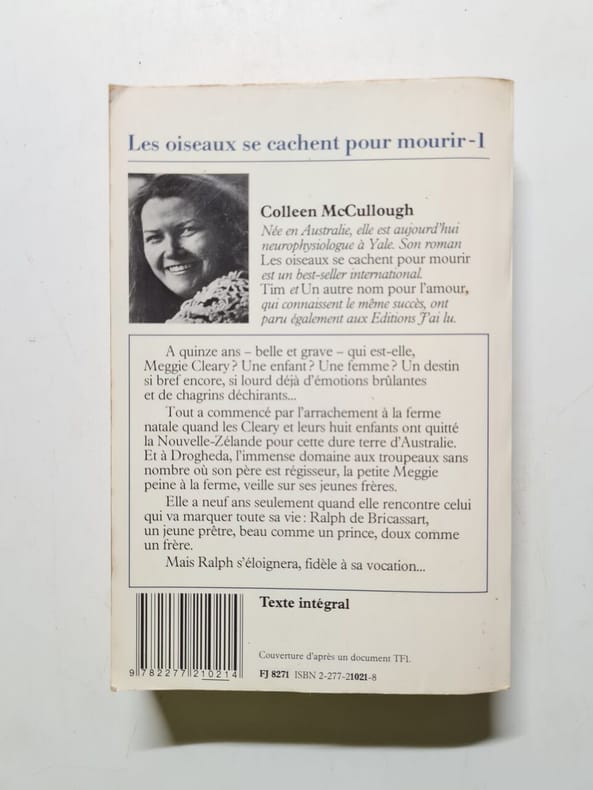 Les oiseaux se cachent pour mourir-1
Colleen McCullough
Née en Australie, elle est aujourd'hui
neurophysiologue à Yale. Son roman
Les oiseaux se cachent pour mourir
est un best-seller international.
Tim et Un autre nom pour l'amour,
qui connaissent le même succès, ont
paru également aux Editions J'ai lu.
A quinze ans – belle et grave – qui est-elle,
Meggie Cleary? Une enfant? Une femme? Un destin
si bref encore, si lourd déjà d'émotions brûlantes
et de chagrins déchirants...
Tout a commencé par l'arrachement à la ferme
natale quand les Cleary et leurs huit enfants ont quitté
la Nouvelle-Zélande pour cette dure terre d'Australie.
Et à Drogheda, l'immense domaine aux troupeaux sans
nombre où son père est régisseur, la petite Meggie
peine à la ferme, veille sur ses jeunes frères.
Elle a neuf ans seulement quand elle rencontre celui
qui va marquer toute sa vie : Ralph de Bricassart,
un jeune prêtre, beau comme un prince, doux comme
un frère.
Mais Ralph s'éloignera, fidèle à sa vocation...
Texte intégral
Couverture d'après un document TF1.
9 782277 210214
FJ 8271 ISBN 2-277-21021-8